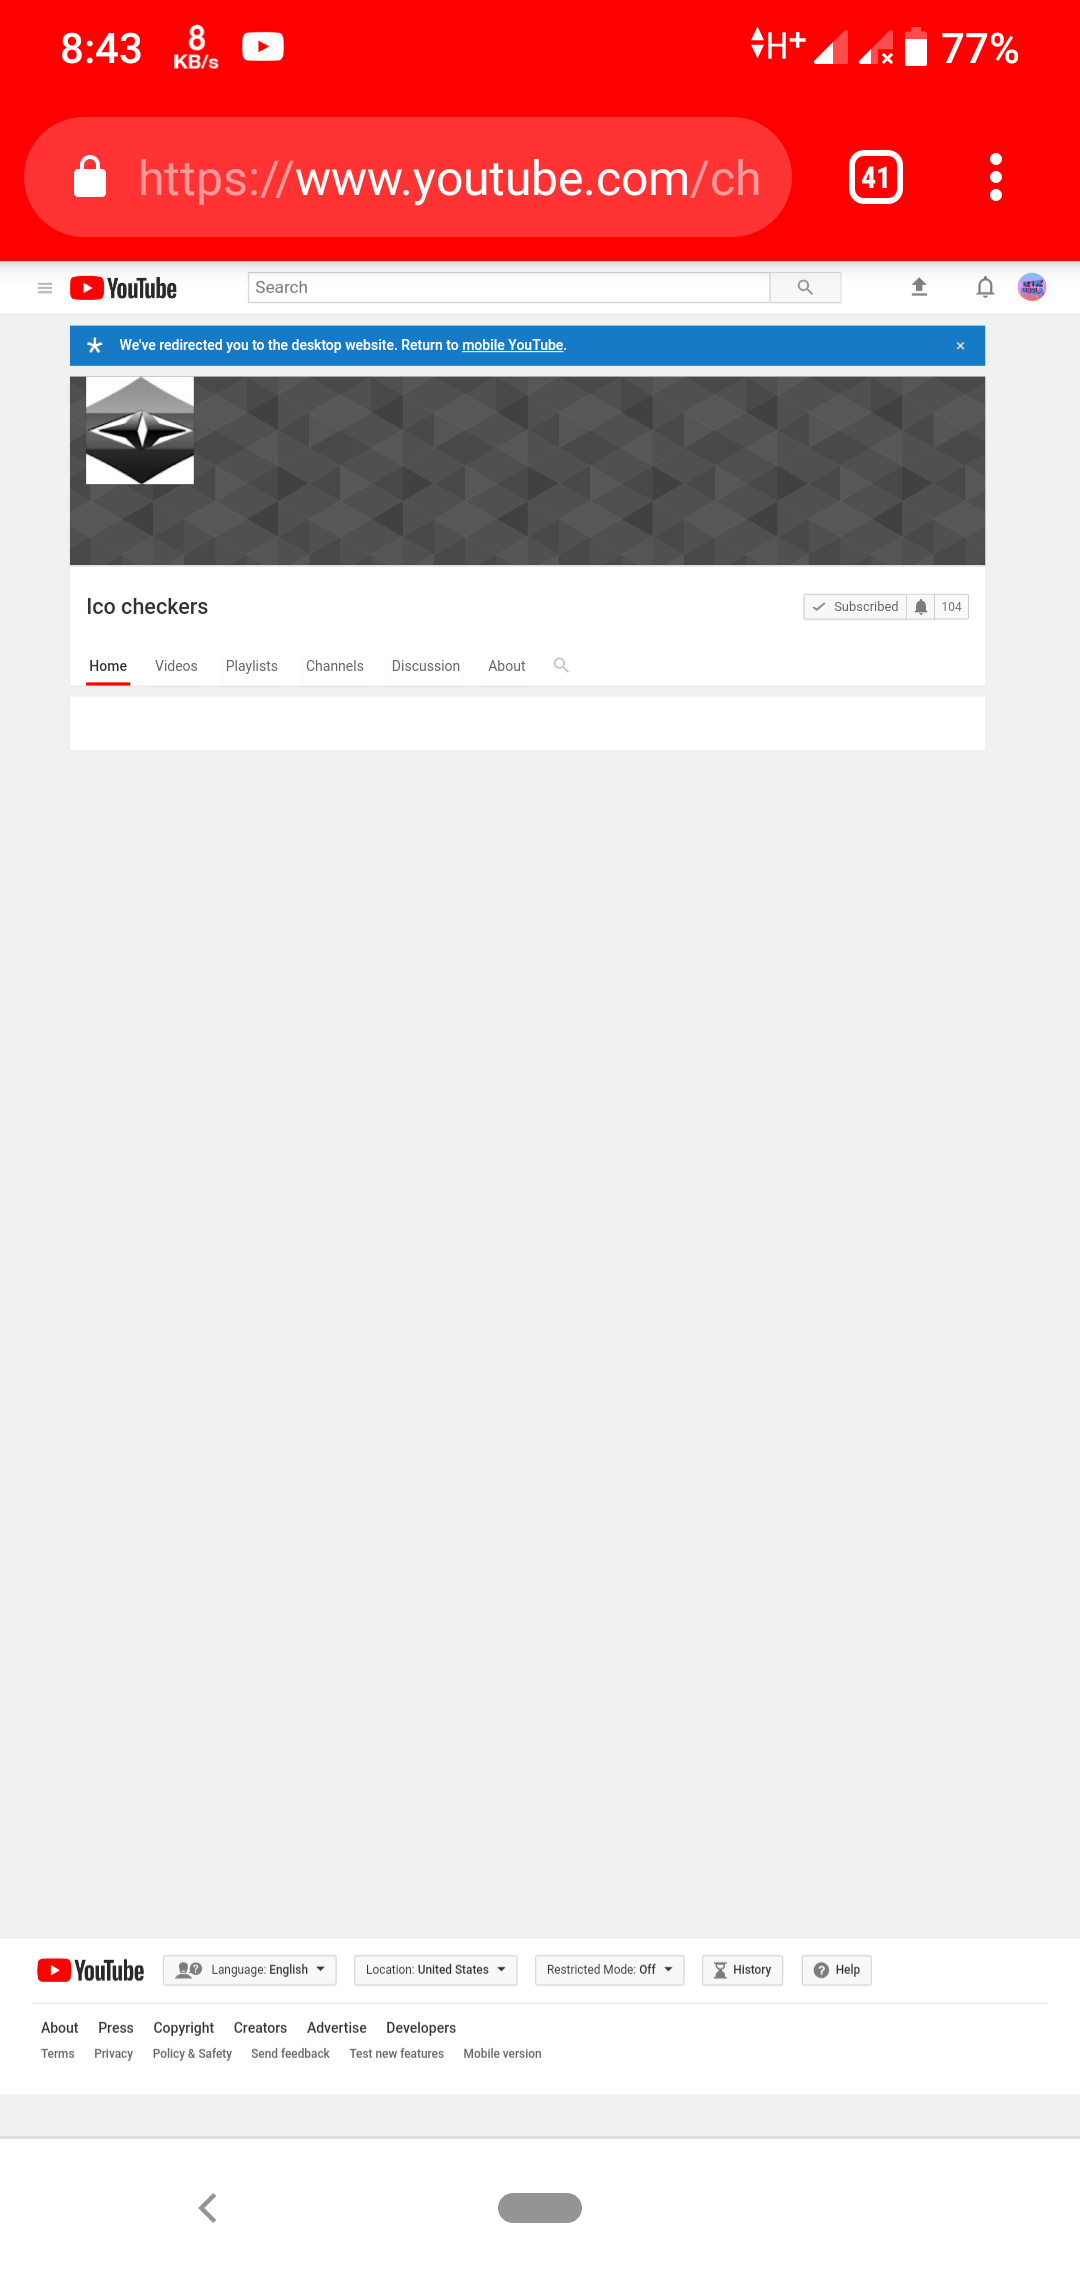 8:43 8 KB/s H+ 77%
https://www.youtube.com/ch 41
YouTube Search
We've redirected you to the desktop website. Return to mobile YouTube. ×
Ico checkers Subscribed 104
Home Videos Playlists Channels Discussion About
YouTube Language: English Location: United States Restricted Mode: Off History Help
About Press Copyright Creators Advertise Developers
Terms Privacy Policy & Safety Send feedback Test new features Mobile version